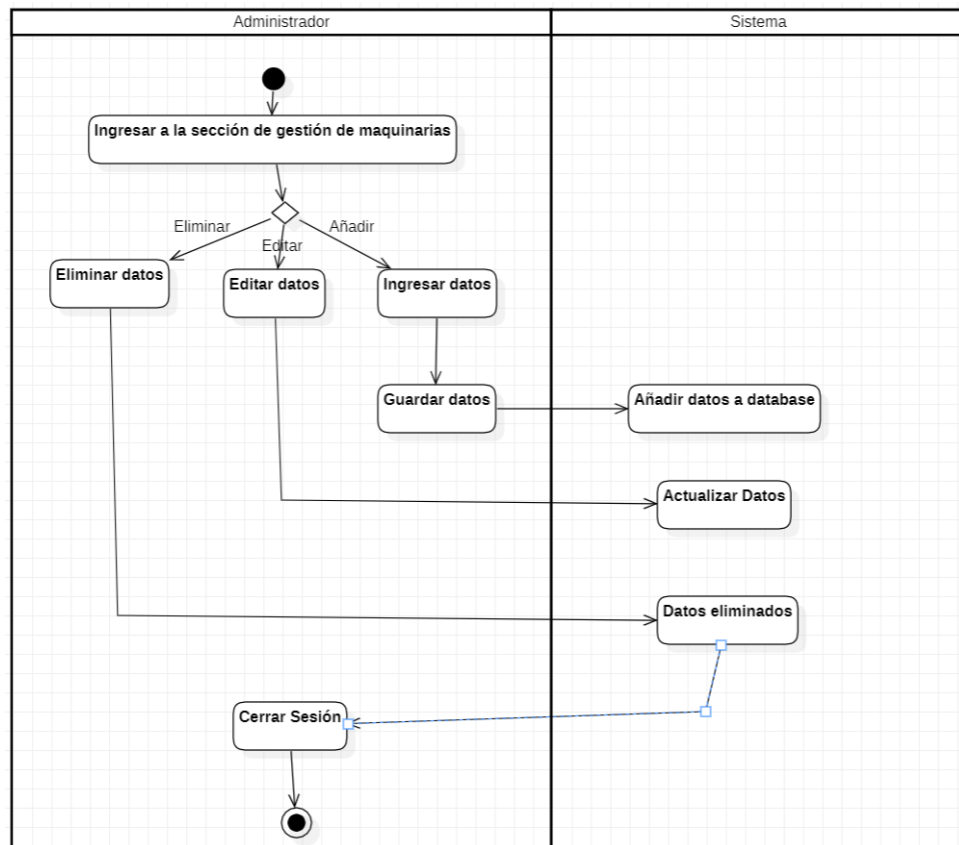 Administrador
Sistema
Ingresar a la sección de gestión de maquinarias
Eliminar
Editar
Añadir
Eliminar datos
Editar datos
Ingresar datos
Guardar datos
Añadir datos a database
Actualizar Datos
Datos eliminados
Cerrar Sesión